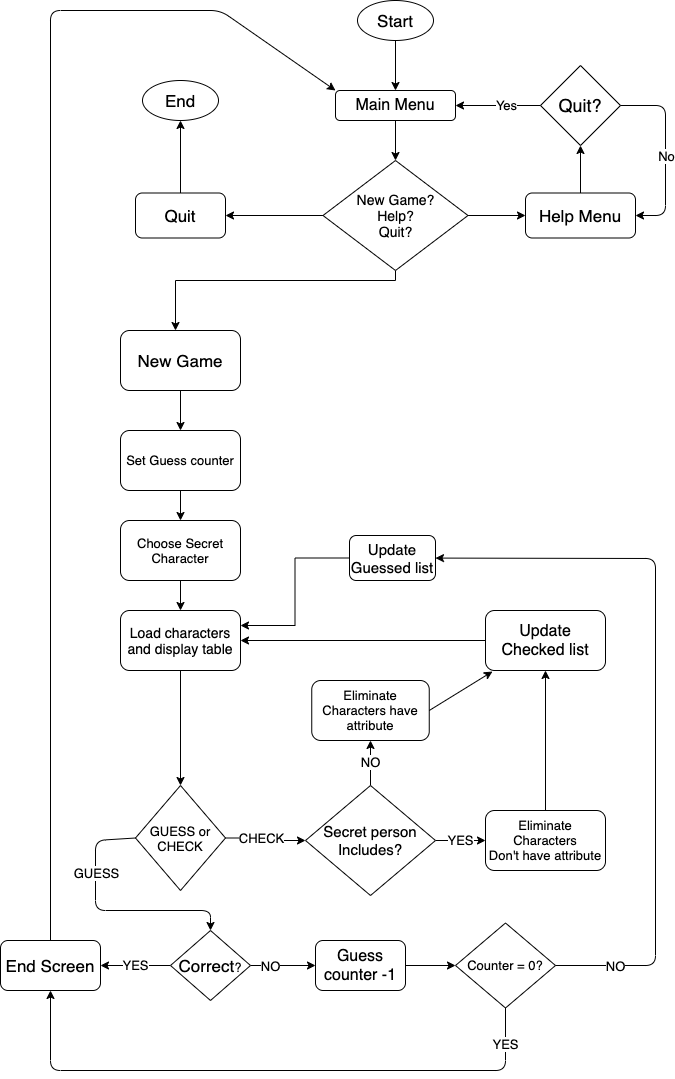 Start
End
Main Menu
Yes
Quit?
No
New Game?
Help?
Quit?
Quit
Help Menu
New Game
Set Guess counter
Choose Secret
Character
Update
Guessed list
Load characters
and display table
Update
Checked list
Eliminate
Characters have
attribute
NO
GUESS or
CHECK
CHECK
Secret person
Includes?
YES
Eliminate
Characters
Don't have attribute
GUESS
End Screen
YES
Correct?
NO
Guess
counter -1
Counter = 0?
NO
YES